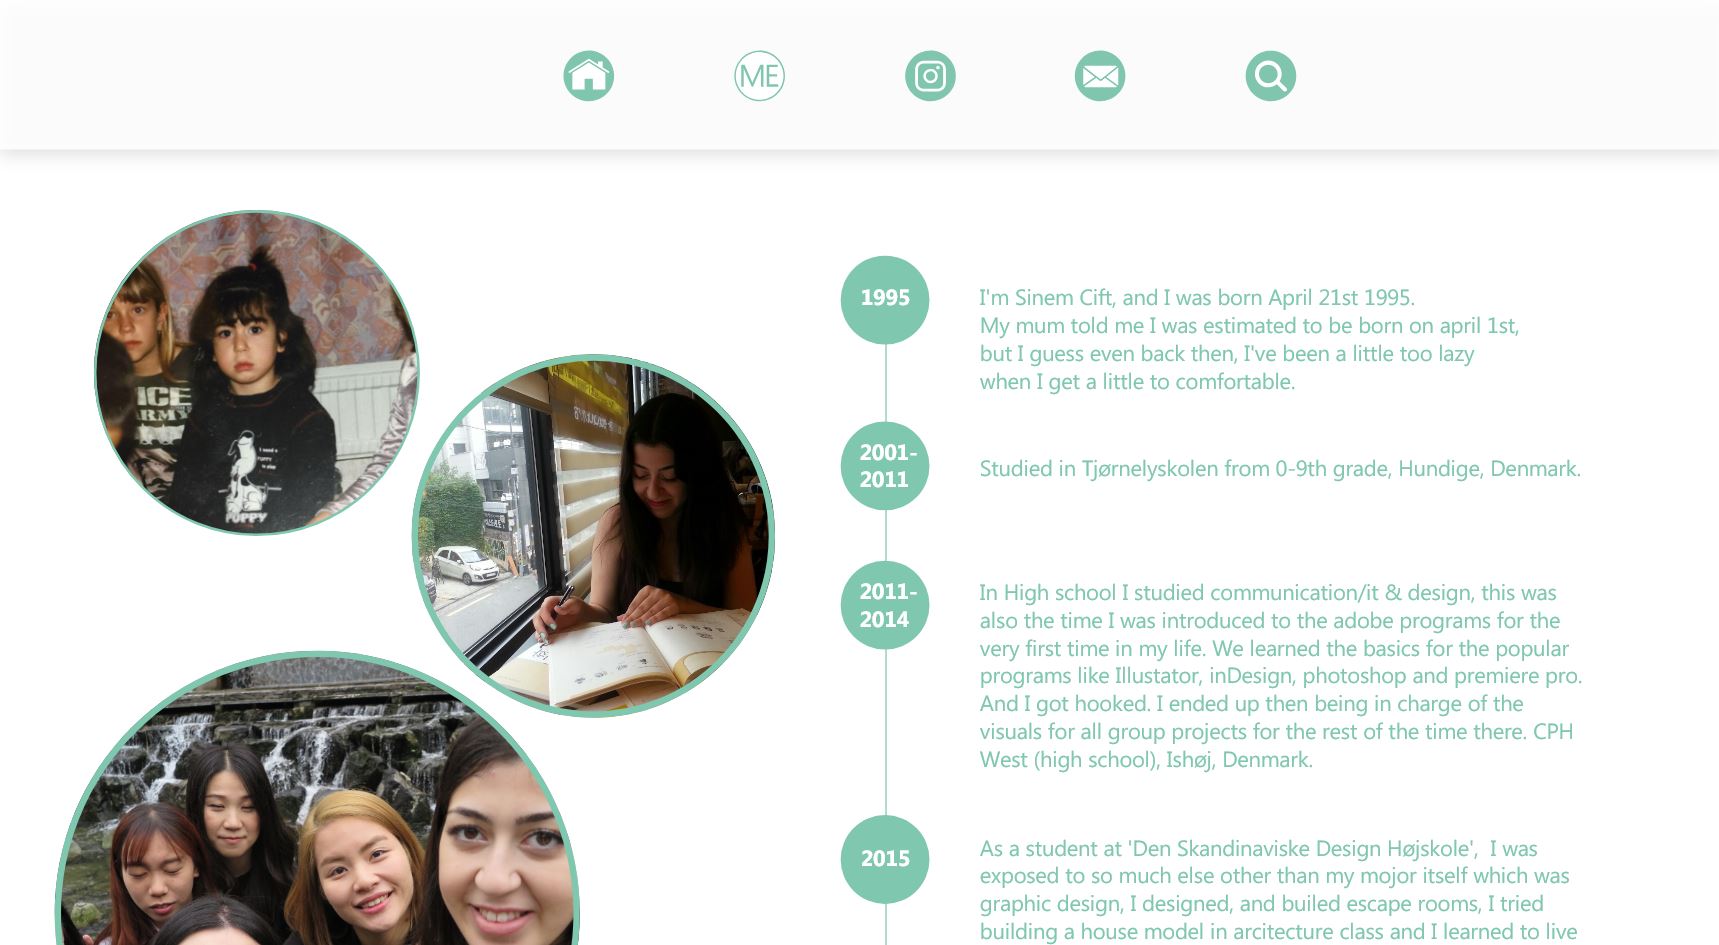 ME
1995
I'm Sinem Cift, and I was born April 21st 1995.
My mum told me I was estimated to be born on april 1st,
but I guess even back then, I've been a little too lazy
when I get a little to comfortable.
2001-
2011
Studied in Tjørnelyskolen from 0-9th grade, Hundige, Denmark.
2011-
2014
In High school I studied communication/it & design, this was
also the time I was introduced to the adobe programs for the
very first time in my life. We learned the basics for the popular
programs like Illustator, inDesign, photoshop and premiere pro.
And I got hooked. I ended up then being in charge of the
visuals for all group projects for the rest of the time there. CPH
West (high school), Ishøj, Denmark.
2015
As a student at 'Den Skandinaviske Design Højskole',  I was
exposed to so much else other than my mojor itself which was
graphic design, I designed, and builed escape rooms, I tried
building a house model in arcitecture class and I learned to live
ICE
ARMY
PUPPY